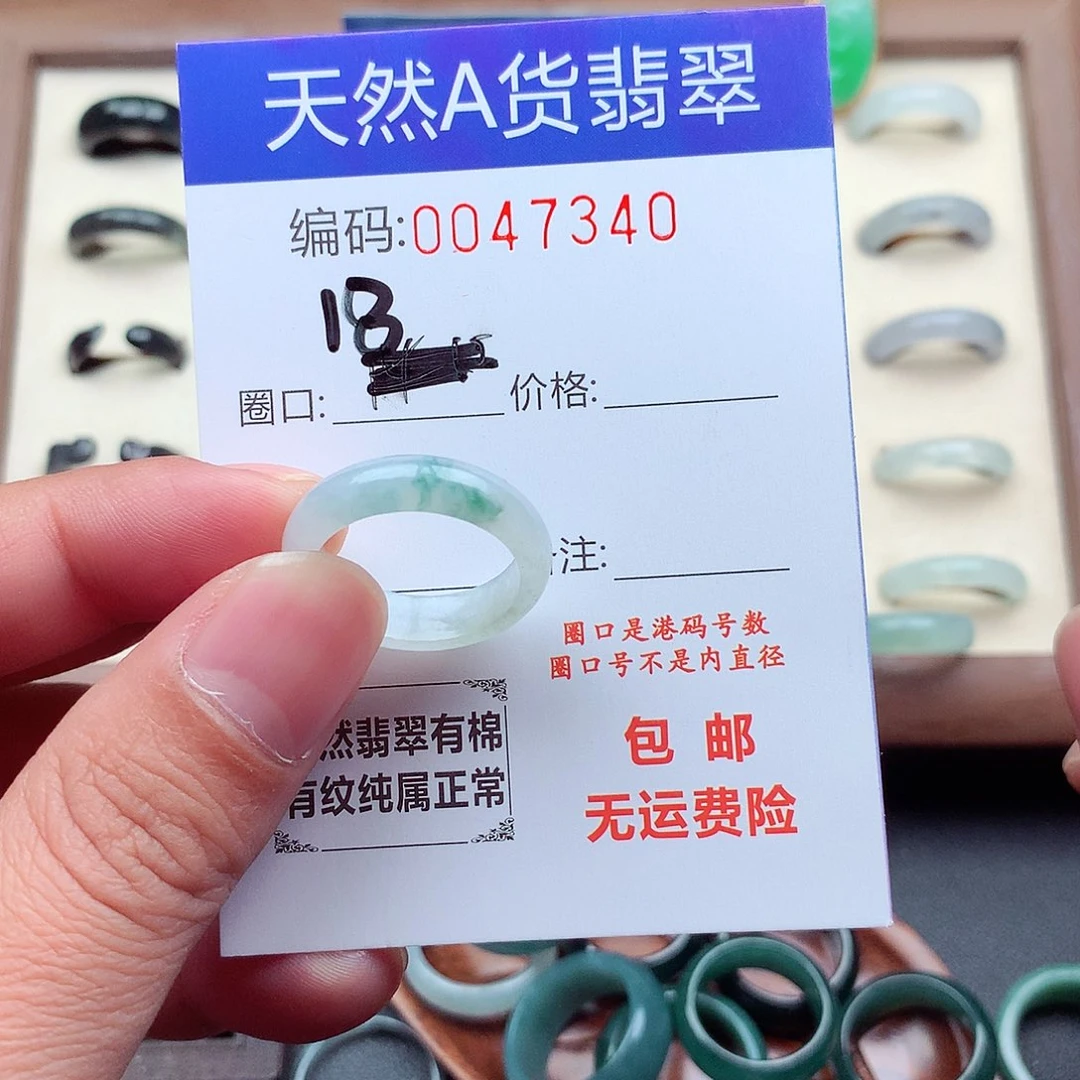 天然A货翡翠
编码:0047340
18
圈口: 价格:
注:
圈口是港码号数
圈口号不是内直径
然翡翠有棉
有纹纯属正常
包邮
无运费险